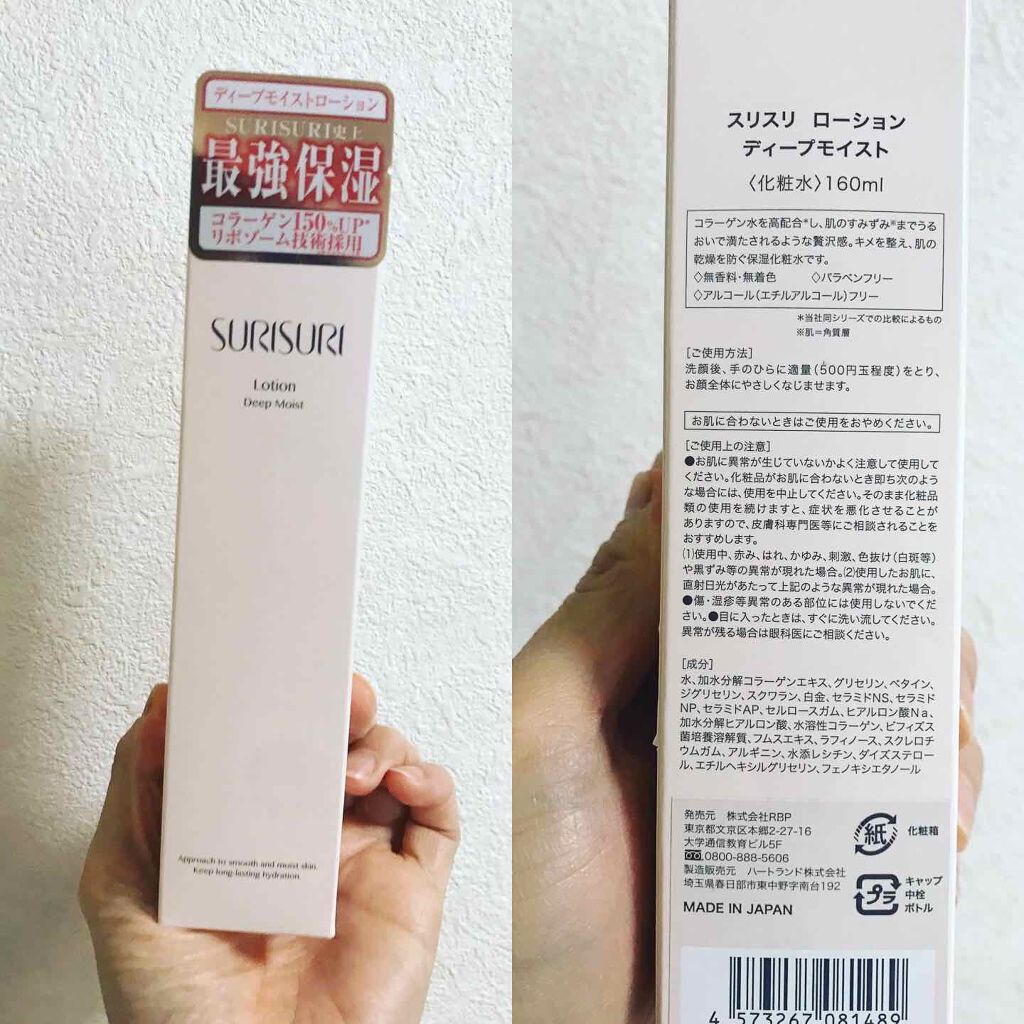 ディープモイストローション
SURISURI史上
最強保湿
コラーゲン150%UP*
リポゾーム技術採用
SURISURI
Lotion
Deep Moist
Approach to smooth and moist skin.
Keep long-lasting hydration.
スリスリ ローション
ディープモイスト
〈化粧水〉160ml
コラーゲン水を高配合*し、肌のすみずみ※までうる
おいで満たされるような贅沢感。キメを整え、肌の
乾燥を防ぐ保湿化粧水です。
◇無香料・無着色 ◇パラベンフリー
◇アルコール(エチルアルコール)フリー
*当社同シリーズでの比較によるもの
※肌=角質層
[ご使用方法]
洗顔後、手のひらに適量(500円玉程度)をとり、
お顔全体にやさしくなじませます。
お肌に合わないときはご使用をおやめください。
[ご使用上の注意]
●お肌に異常が生じていないかよく注意して使用して
ください。化粧品がお肌に合わないとき即ち次のよう
な場合には、使用を中止してください。そのまま化粧品
類の使用を続けますと、症状を悪化させることが
ありますので、皮膚科専門医等にご相談されることを
おすすめします。
(1)使用中、赤み、はれ、かゆみ、刺激、色抜け(白斑等)
や黒ずみ等の異常が現れた場合。(2)使用したお肌に、
直射日光があたって上記のような異常が現れた場合。
●傷・湿疹等異常のある部位には使用しないでくだ
さい。●目に入ったときは、すぐに洗い流してください。
異常が残る場合は眼科医にご相談ください。
[成分]
水、加水分解コラーゲンエキス、グリセリン、ベタイン、
ジグリセリン、スクワラン、白金、セラミドNS、セラミド
NP、セラミドAP、セルロースガム、ヒアルロン酸Na、
加水分解ヒアルロン酸、水溶性コラーゲン、ビフィズス
菌培養溶解質、フムスエキス、ラフィノース、スクレロチ
ウムガム、アルギニン、水添レシチン、ダイズステロー
ル、エチルヘキシルグリセリン、フェノキシエタノール
発売元 株式会社RBP
東京都文京区本郷2-27-16
大学通信教育ビル5F
0800-888-5606
製造販売元 ハートランド株式会社
埼玉県春日部市東中野字南台192
MADE IN JAPAN
紙 化粧箱
プラ キャップ
中栓
ボトル
4 573267 081489